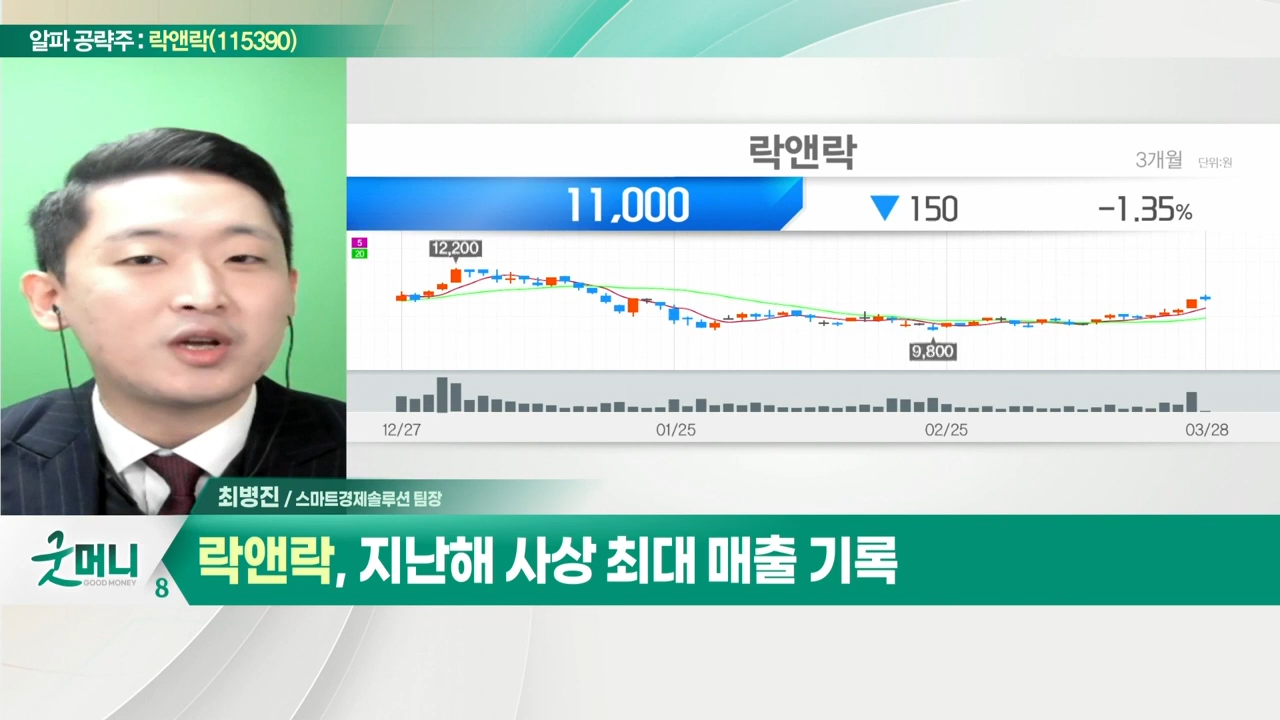 알파 공략주 : 락앤락(115390)
락앤락
3개월 단위:원
11,000 ▼150 -1.35%
5
20
12,200
9,800
12/27 01/25 02/25 03/28
최병진 / 스마트경제솔루션 팀장
굿머니
GOOD MONEY
8
락앤락, 지난해 사상 최대 매출 기록